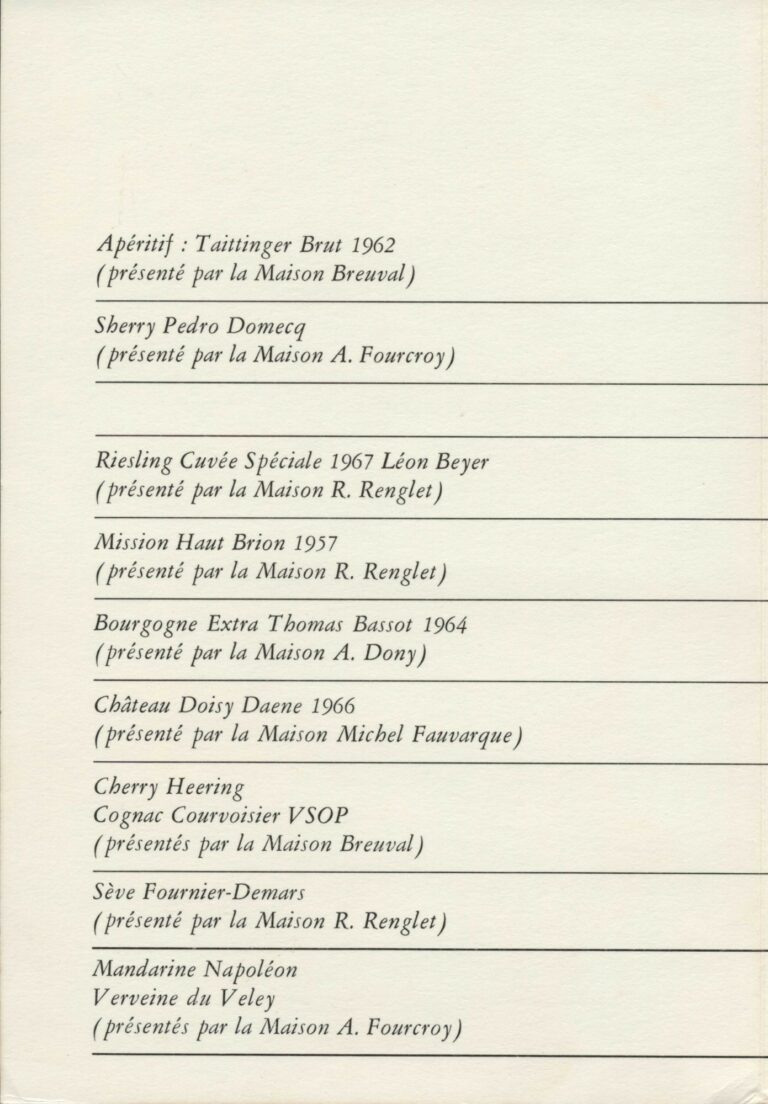 Apéritif : Taittinger Brut 1962
(présenté par la Maison Breuval)
Sherry Pedro Domecq
(présenté par la Maison A. Fourcroy)
Riesling Cuvée Spéciale 1967 Léon Beyer
(présenté par la Maison R. Renglet)
Mission Haut Brion 1957
(présenté par la Maison R. Renglet)
Bourgogne Extra Thomas Bassot 1964
(présenté par la Maison A. Dony)
Château Doisy Daene 1966
(présenté par la Maison Michel Fauvarque)
Cherry Heering
Cognac Courvoisier VSOP
(présentés par la Maison Breuval)
Sève Fournier-Demars
(présenté par la Maison R. Renglet)
Mandarine Napoléon
Verveine du Veley
(présentés par la Maison A. Fourcroy)